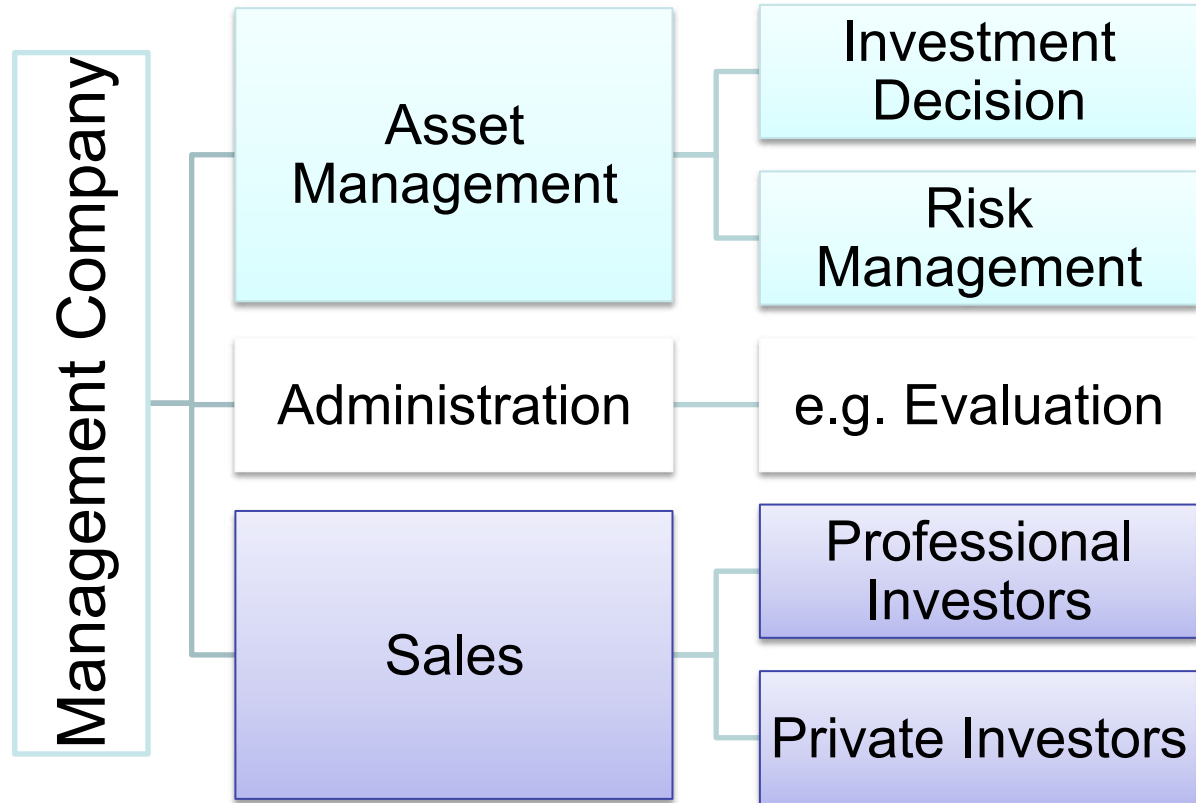 Management Company
Asset
Management
Investment
Decision
Risk
Management
Administration
e.g. Evaluation
Sales
Professional
Investors
Private Investors